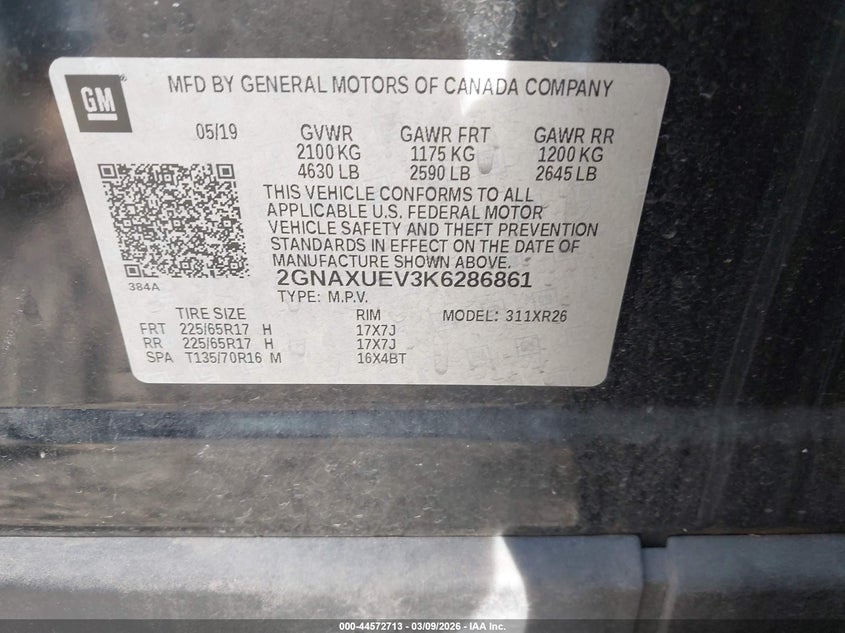 GM
MFD BY GENERAL MOTORS OF CANADA COMPANY
05/19 GVWR GAWR FRT GAWR RR
2100 KG 1175 KG 1200 KG
4630 LB 2590 LB 2645 LB
THIS VEHICLE CONFORMS TO ALL
APPLICABLE U.S. FEDERAL MOTOR
VEHICLE SAFETY AND THEFT PREVENTION
STANDARDS IN EFFECT ON THE DATE OF
MANUFACTURE SHOWN ABOVE.
384A 2GNAXUEV3K6286861
TYPE: M.P.V.
TIRE SIZE RIM MODEL: 311XR26
FRT 225/65R17 H 17X7J
RR 225/65R17 H 17X7J
SPA T135/70R16 M 16X4BT
000-44572713 - 03/09/2026 - IAA Inc.